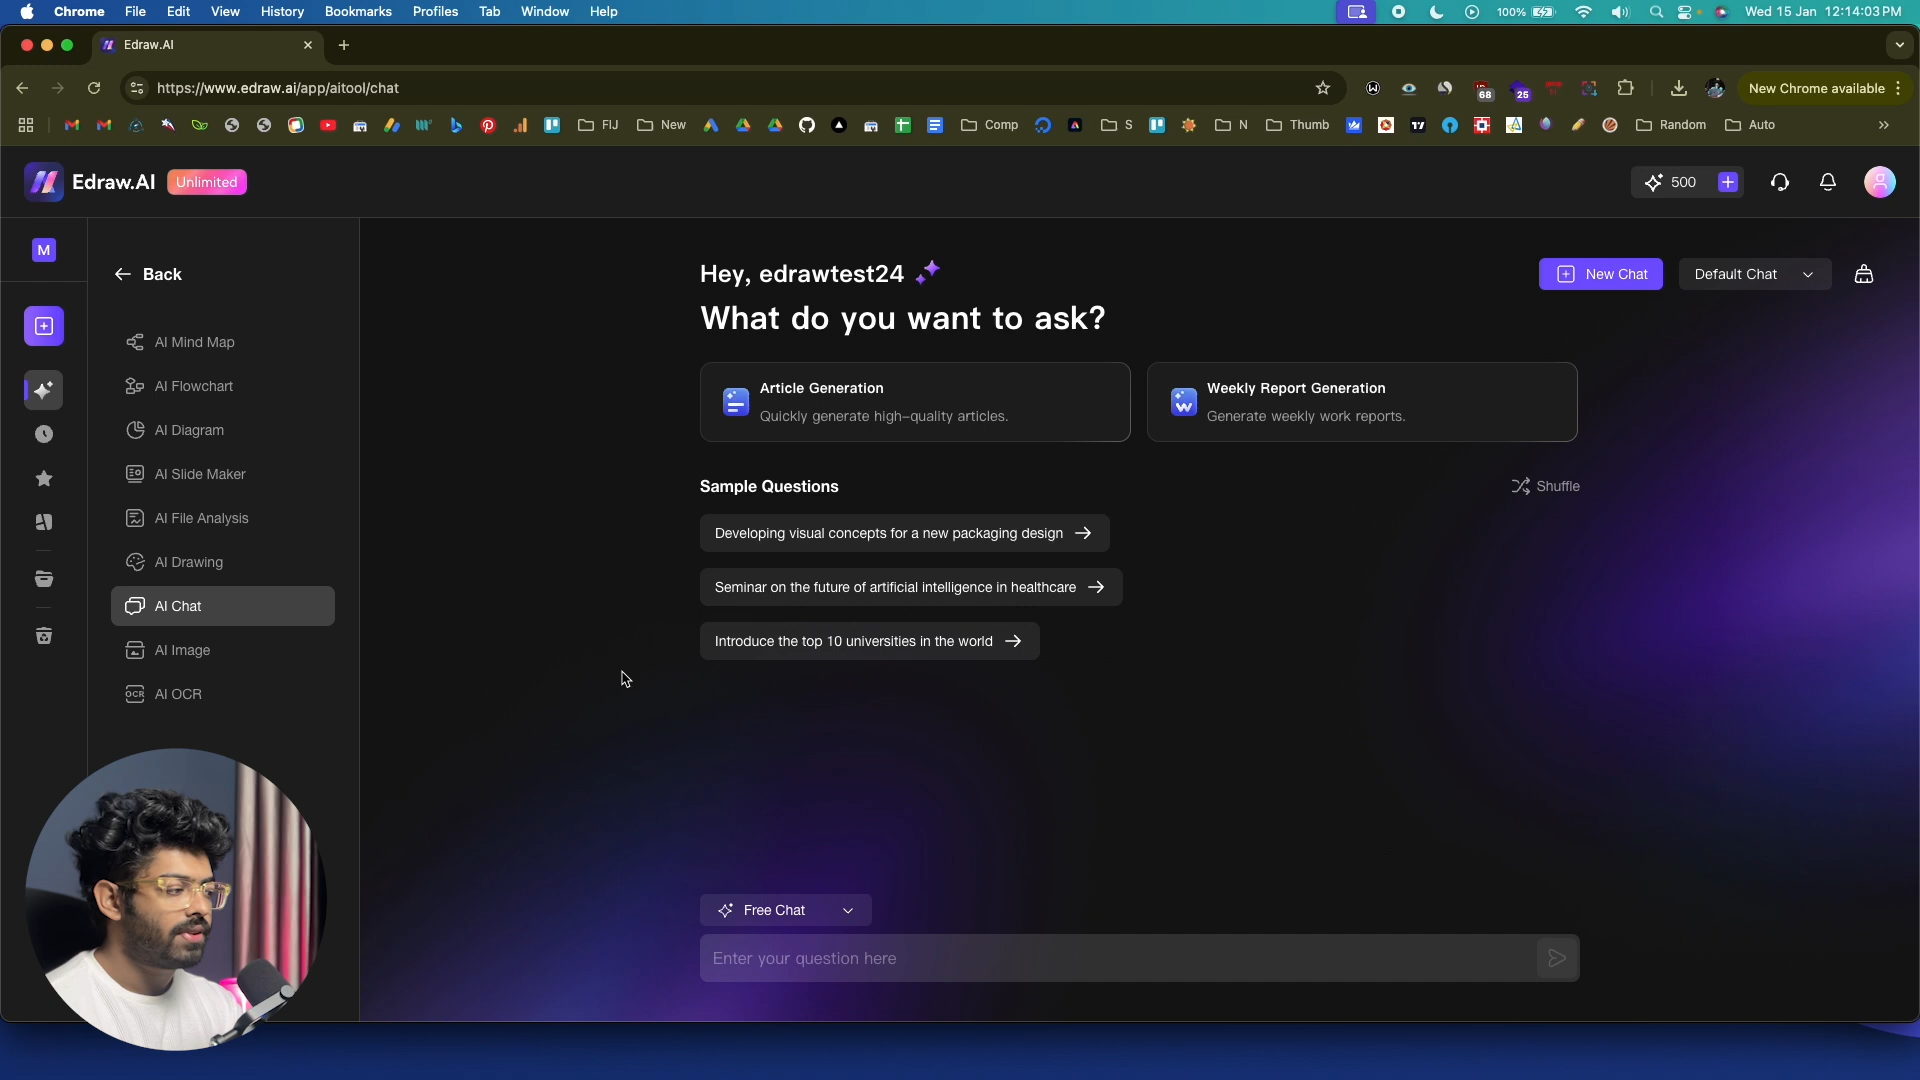 Chrome File Edit View History Bookmarks Profiles Tab Window Help 100% Wed 15 Jan 12:14:03 PM
Edraw.AI
https://www.edraw.ai/app/aitool/chat 68 25 New Chrome available
FIJ New Comp S N Thumb Random Auto
Edraw.AI Unlimited 500
M
Back
AI Mind Map
AI Flowchart
AI Diagram
AI Slide Maker
AI File Analysis
AI Drawing
AI Chat
AI Image
OCR AI OCR
Hey, edrawtest24
New Chat Default Chat
What do you want to ask?
Article Generation
Quickly generate high-quality articles.
Weekly Report Generation
Generate weekly work reports.
Sample Questions Shuffle
Developing visual concepts for a new packaging design
Seminar on the future of artificial intelligence in healthcare
Introduce the top 10 universities in the world
Free Chat
Enter your question here